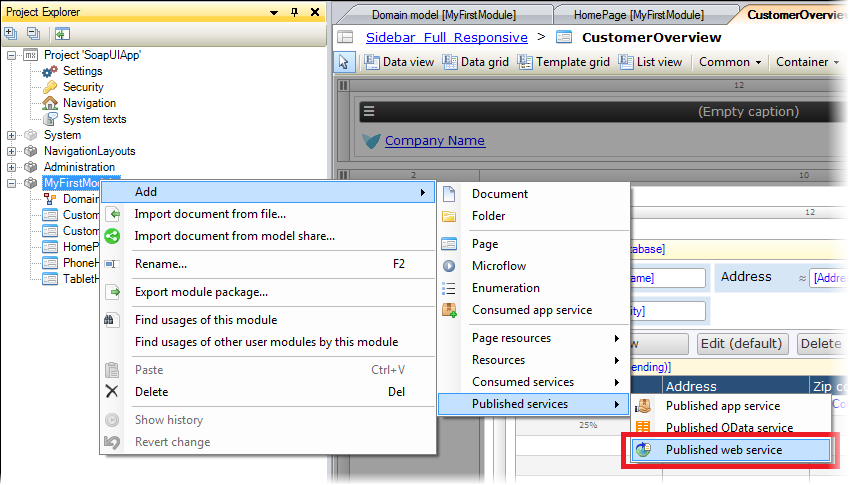 Project Explorer
Project 'SoapUIApp'
Settings
Security
Navigation
System texts
System
NavigationLayouts
Administration
MyFirstMod
Domain
Custom
Custom
HomeP
PhoneH
TabletH
Domain model [MyFirstModule]
HomePage [MyFirstModule]
CustomerOverview
Sidebar_Full_Responsive > CustomerOverview
Data view
Data grid
Template grid
List view
Common
Container
12
(Empty caption)
Company Name
2
10
12
Add
Import document from file...
Import document from model share...
Rename... F2
Export module package...
Find usages of this module
Find usages of other user modules by this module
Paste Ctrl+V
Delete Del
Show history
Revert change
Document
Folder
Page
Microflow
Enumeration
Consumed app service
Page resources
Resources
Consumed services
Published services
tabase]
ame] Address [Addre
ity]
w Edit (default) Delete
ending)]
Address Zip co
25%
Published app service
Published OData service
Published web service